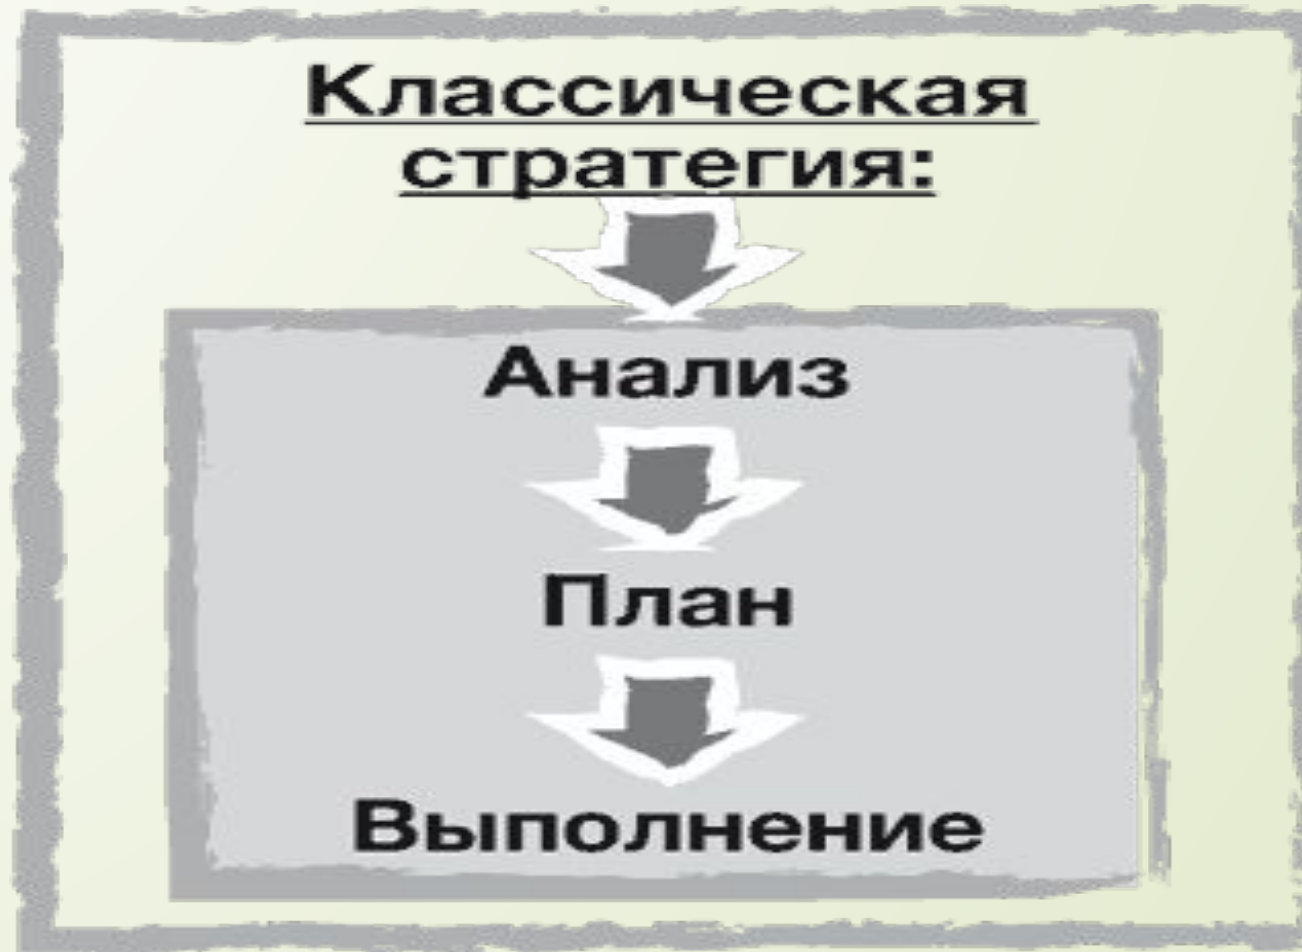 Классическая
стратегия:
Анализ
План
Выполнение